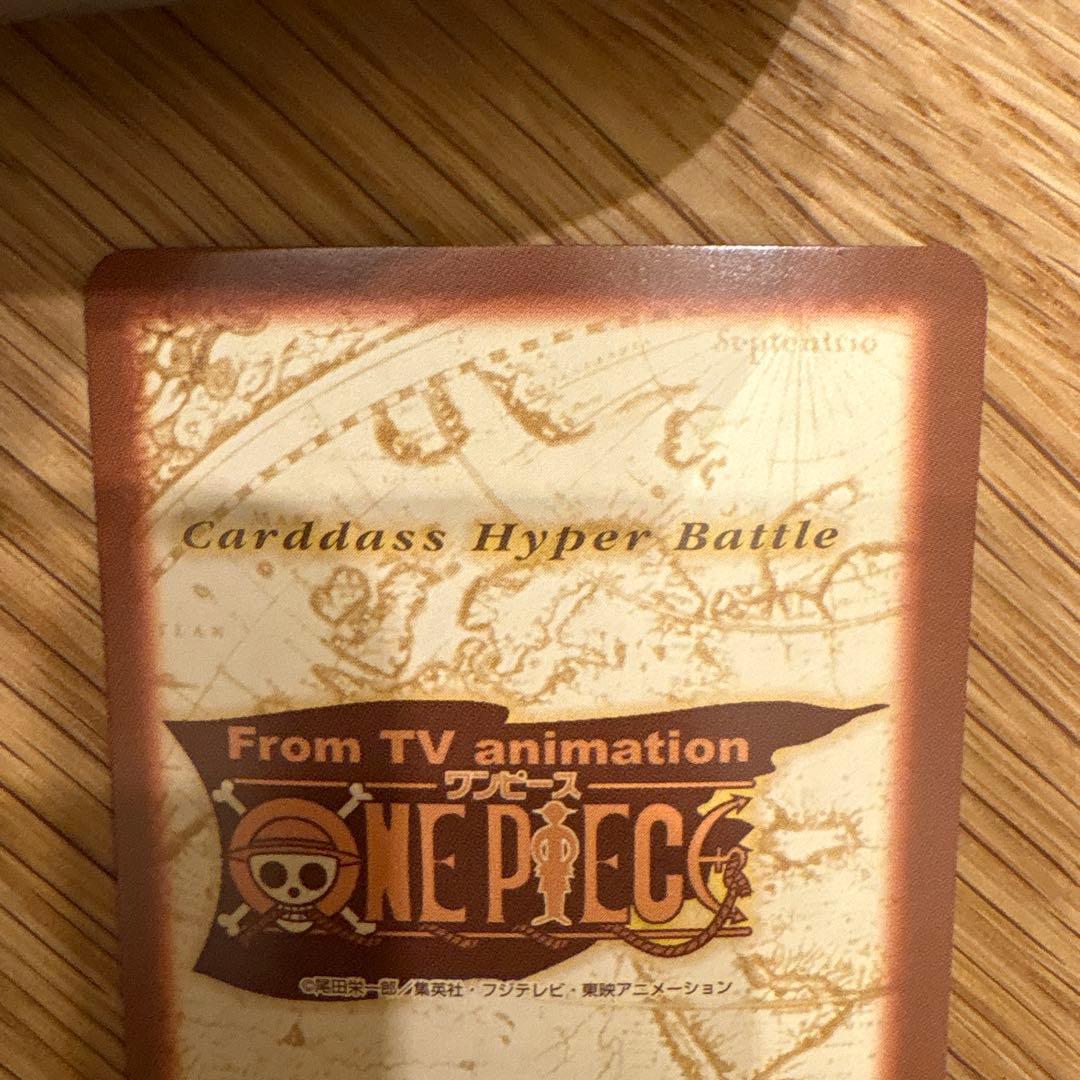 Septentrio
Carddass Hyper Battle
TLAN
From TV animation
ワンピース
ONE PIECE
©尾田栄一郎／集英社・フジテレビ・東映アニメーション